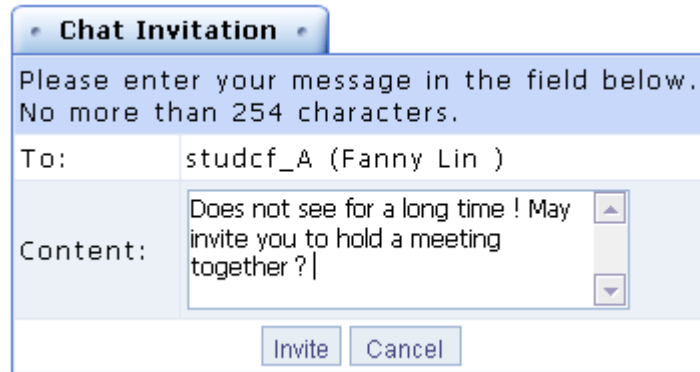 Chat Invitation
Please enter your message in the field below.
No more than 254 characters.
To: studcf_A (Fanny Lin )
Does not see for a long time ! May
Content: invite you to hold a meeting
together ?
Invite Cancel